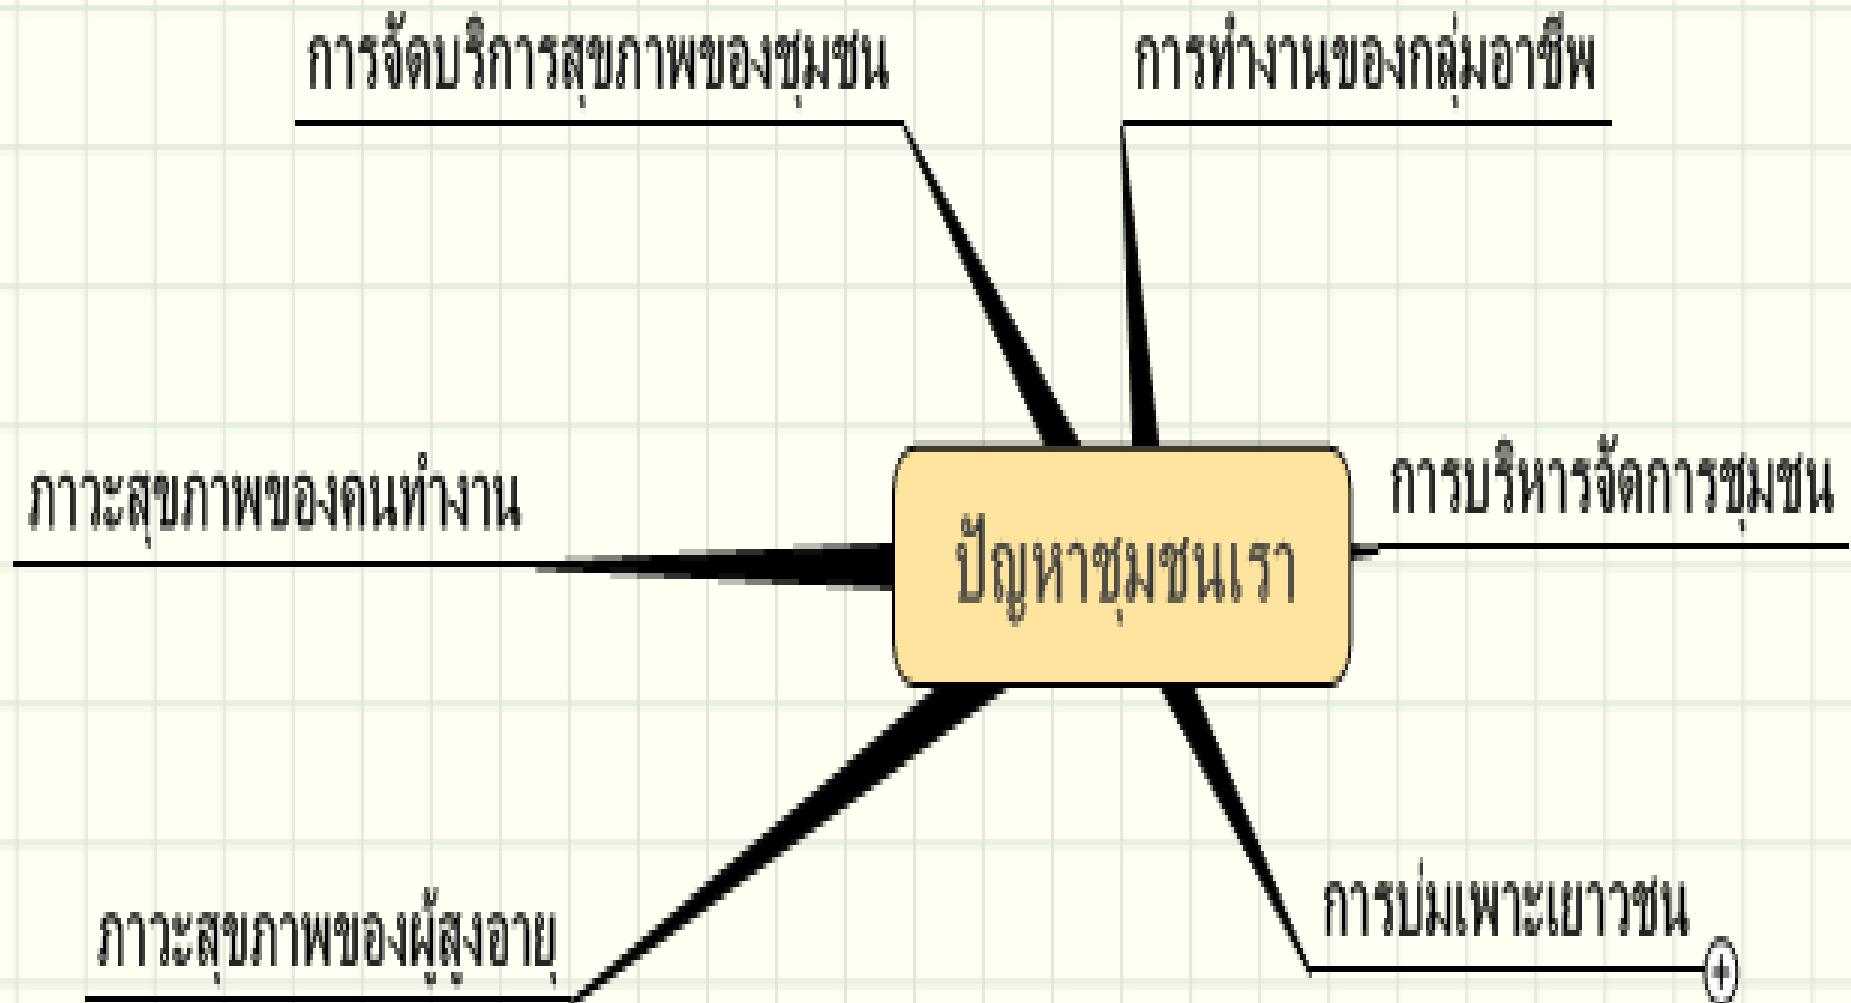 การจัดบริการสุขภาพของชุมชน
การทำงานของกลุ่มอาชีพ
ภาวะสุขภาพของคนทำงาน
การบริหารจัดการชุมชน
ปัญหาชุมชนเรา
ภาวะสุขภาพของผู้สูงอายุ
การบ่มเพาะเยาวชน